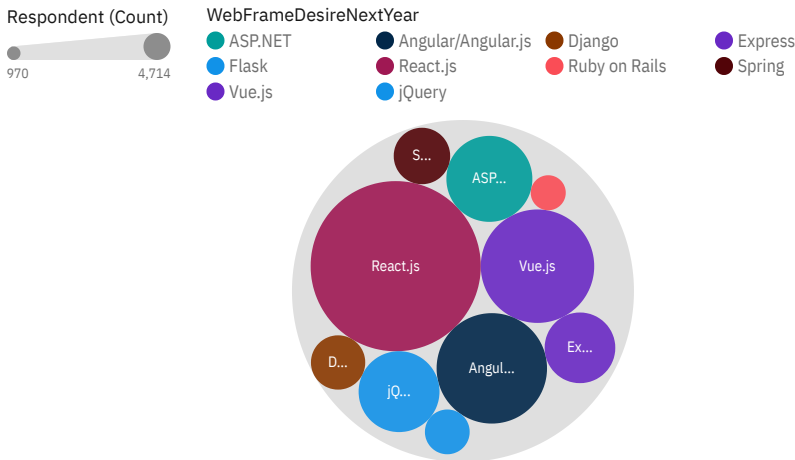 Respondent (Count)
970
4,714
WebFrameDesireNextYear
ASP.NET
Angular/Angular.js
Django
Express
Flask
React.js
Ruby on Rails
Spring
Vue.js
jQuery
S...
ASP...
React.js
Vue.js
Ex...
D...
Angul...
jQ...